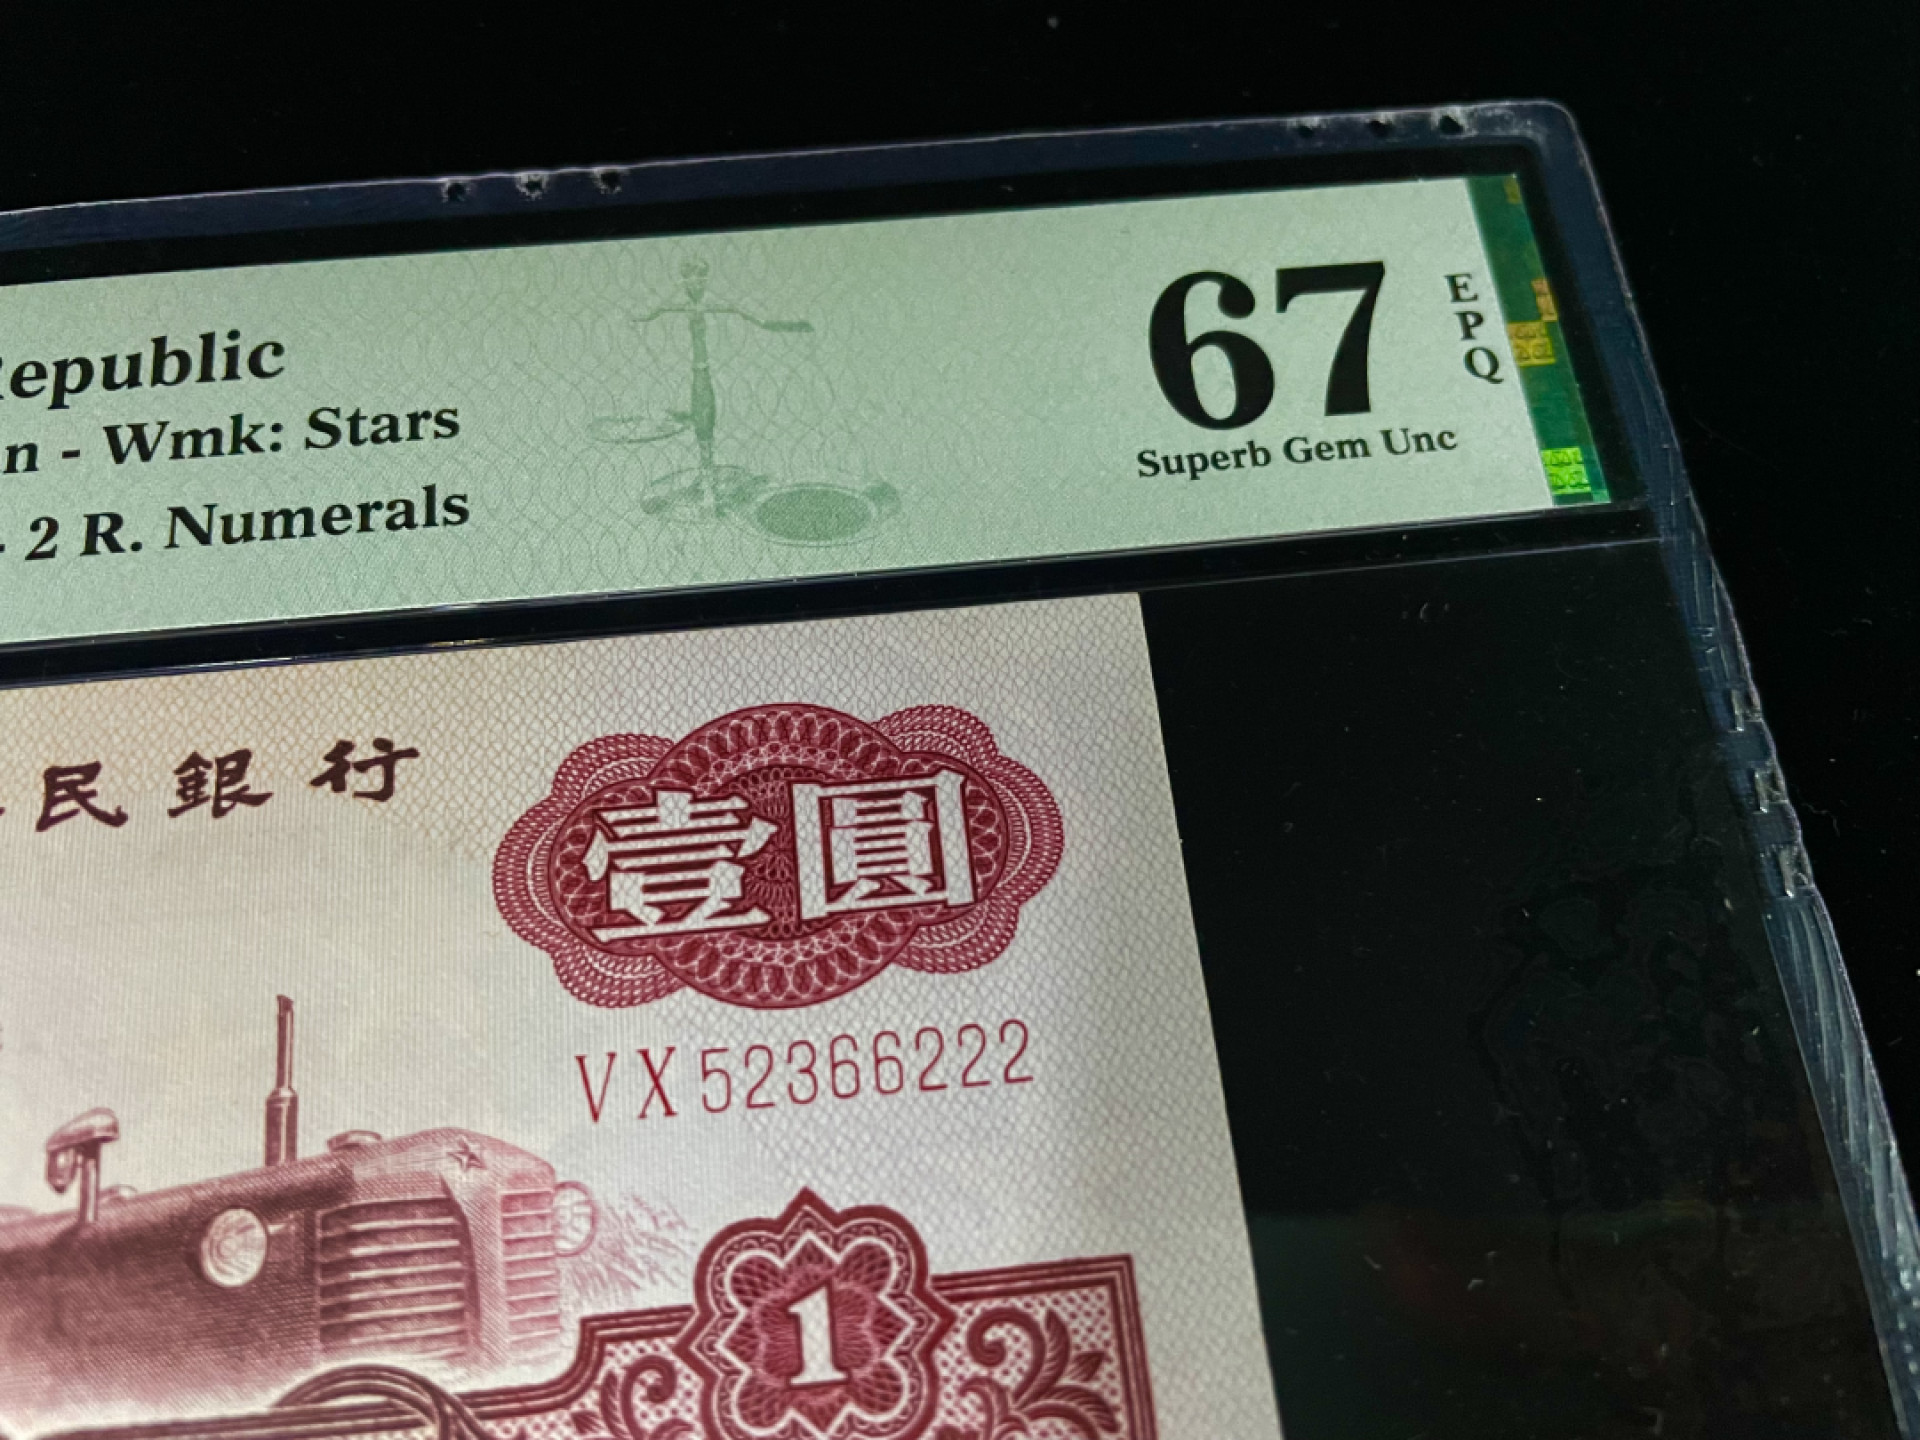 Republic
n - Wmk: Stars
- 2 R. Numerals
67
EPQ
Superb Gem Unc
民銀行
壹圓
VX52366222
1